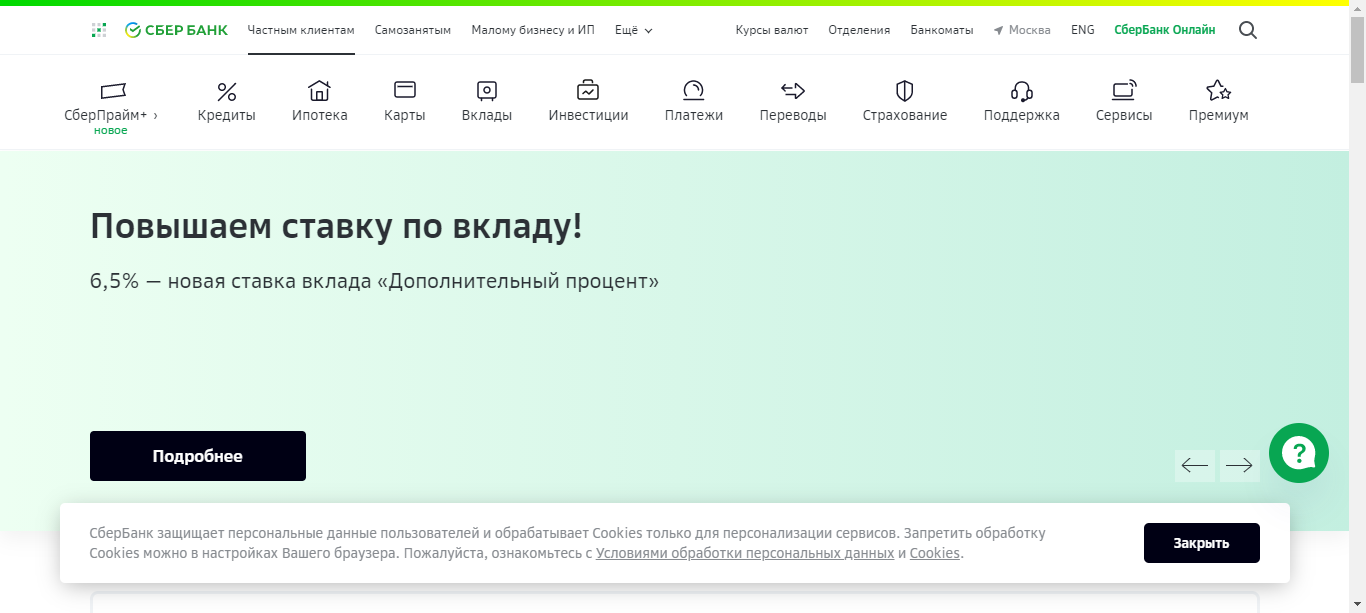 СБЕР БАНК Частным клиентам Самозанятым Малому бизнесу и ИП Ещё Курсы валют Отделения Банкоматы Москва ENG СберБанк Онлайн
СберПрайм+ › Кредиты Ипотека Карты Вклады Инвестиции Платежи Переводы Страхование Поддержка Сервисы Премиум
новое
Повышаем ставку по вкладу!
6,5% — новая ставка вклада «Дополнительный процент»
Подробнее
?
СберБанк защищает персональные данные пользователей и обрабатывает Cookies только для персонализации сервисов. Запретить обработку
Cookies можно в настройках Вашего браузера. Пожалуйста, ознакомьтесь с Условиями обработки персональных данных и Cookies.
Закрыть